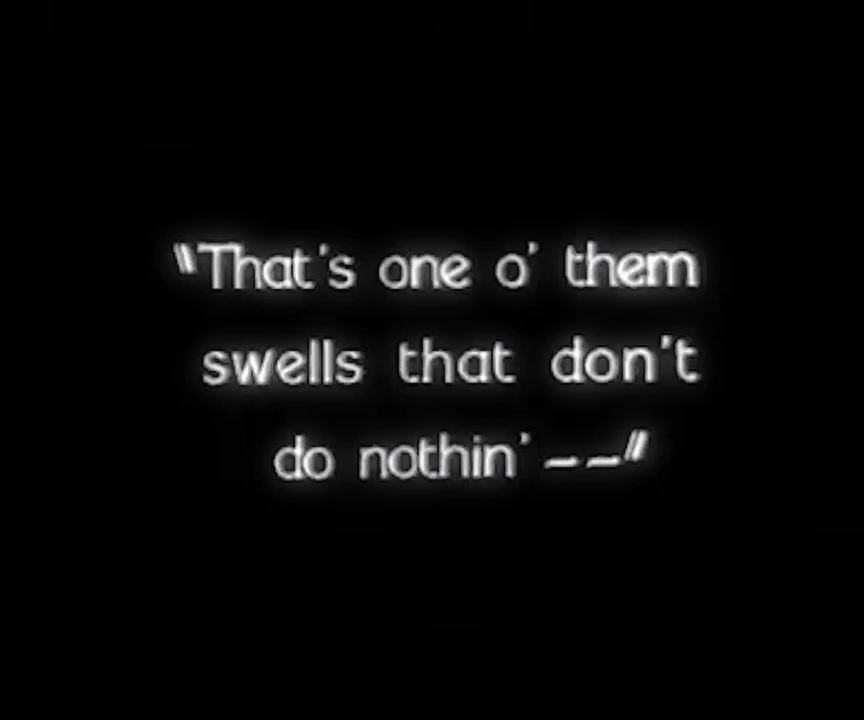 "That's one o' them
swells that don't
do nothin' — —"